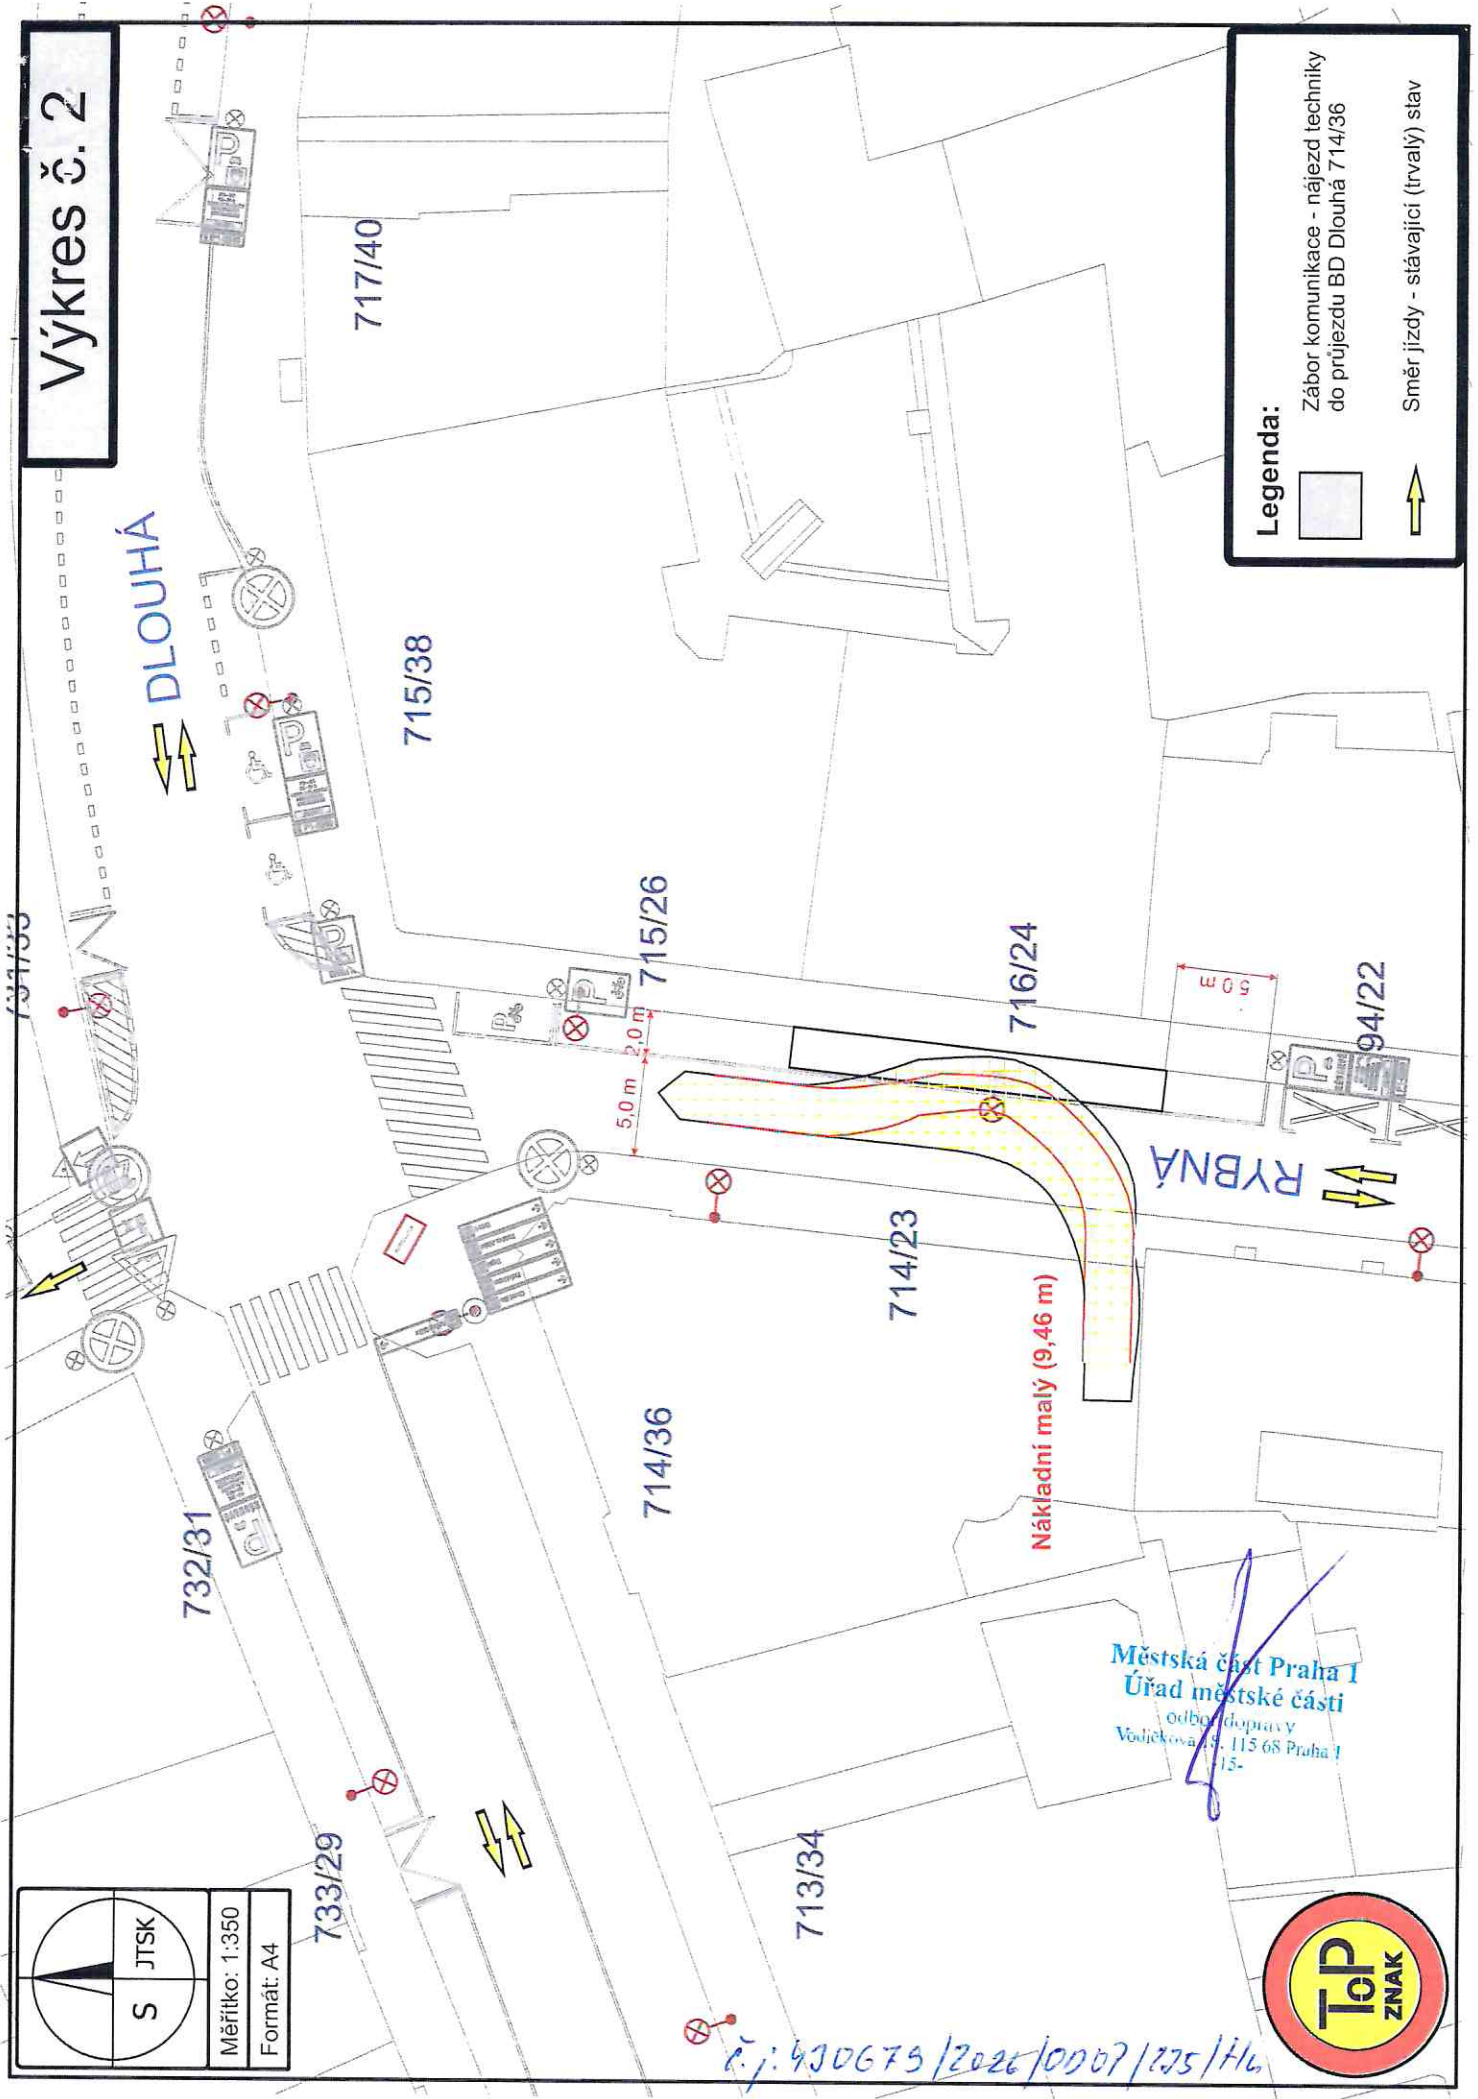 Výkres č. 2
S JTSK
Měřítko: 1:350
Formát: A4
DLOUHÁ
717/40
715/38
715/26
716/24
94/22
732/31
733/29
714/36
714/23
713/34
RYBNÁ
5,0 m
2,0 m
5,0 m
P
P
P
P
P
P
Nákladní malý (9,46 m)
Legenda:
Zábor komunikace - nájezd techniky
do průjezdu BD Dlouhá 714/36
Směr jízdy - stávající (trvalý) stav
Městská část Praha 1
Úřad městské části
odbor dopravy
Vodičkova 18, 115 68 Praha 1
-15-
ToP
ZNAK